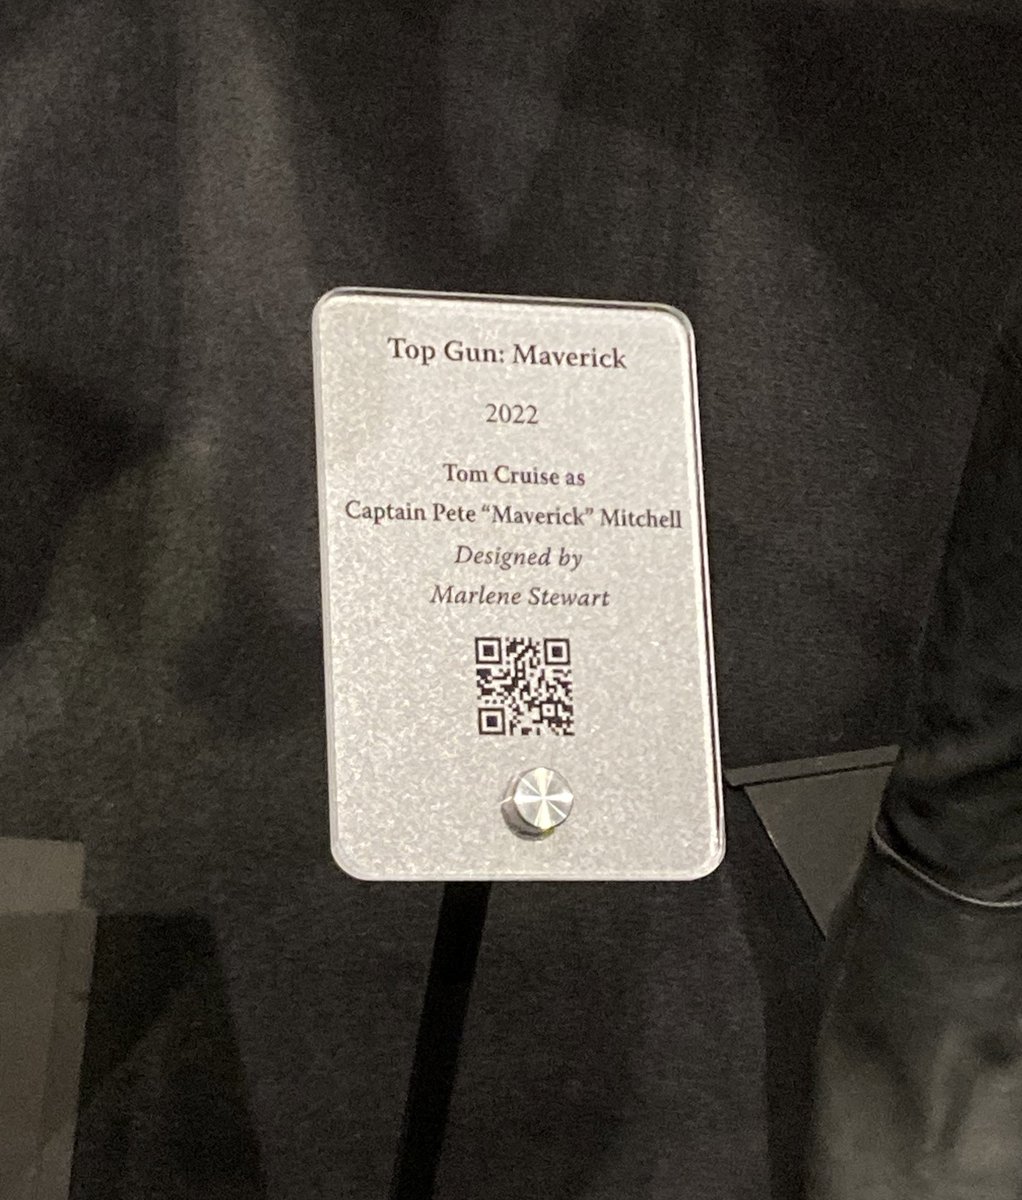 Top Gun: Maverick
2022
Tom Cruise as
Captain Pete “Maverick” Mitchell
Designed by
Marlene Stewart